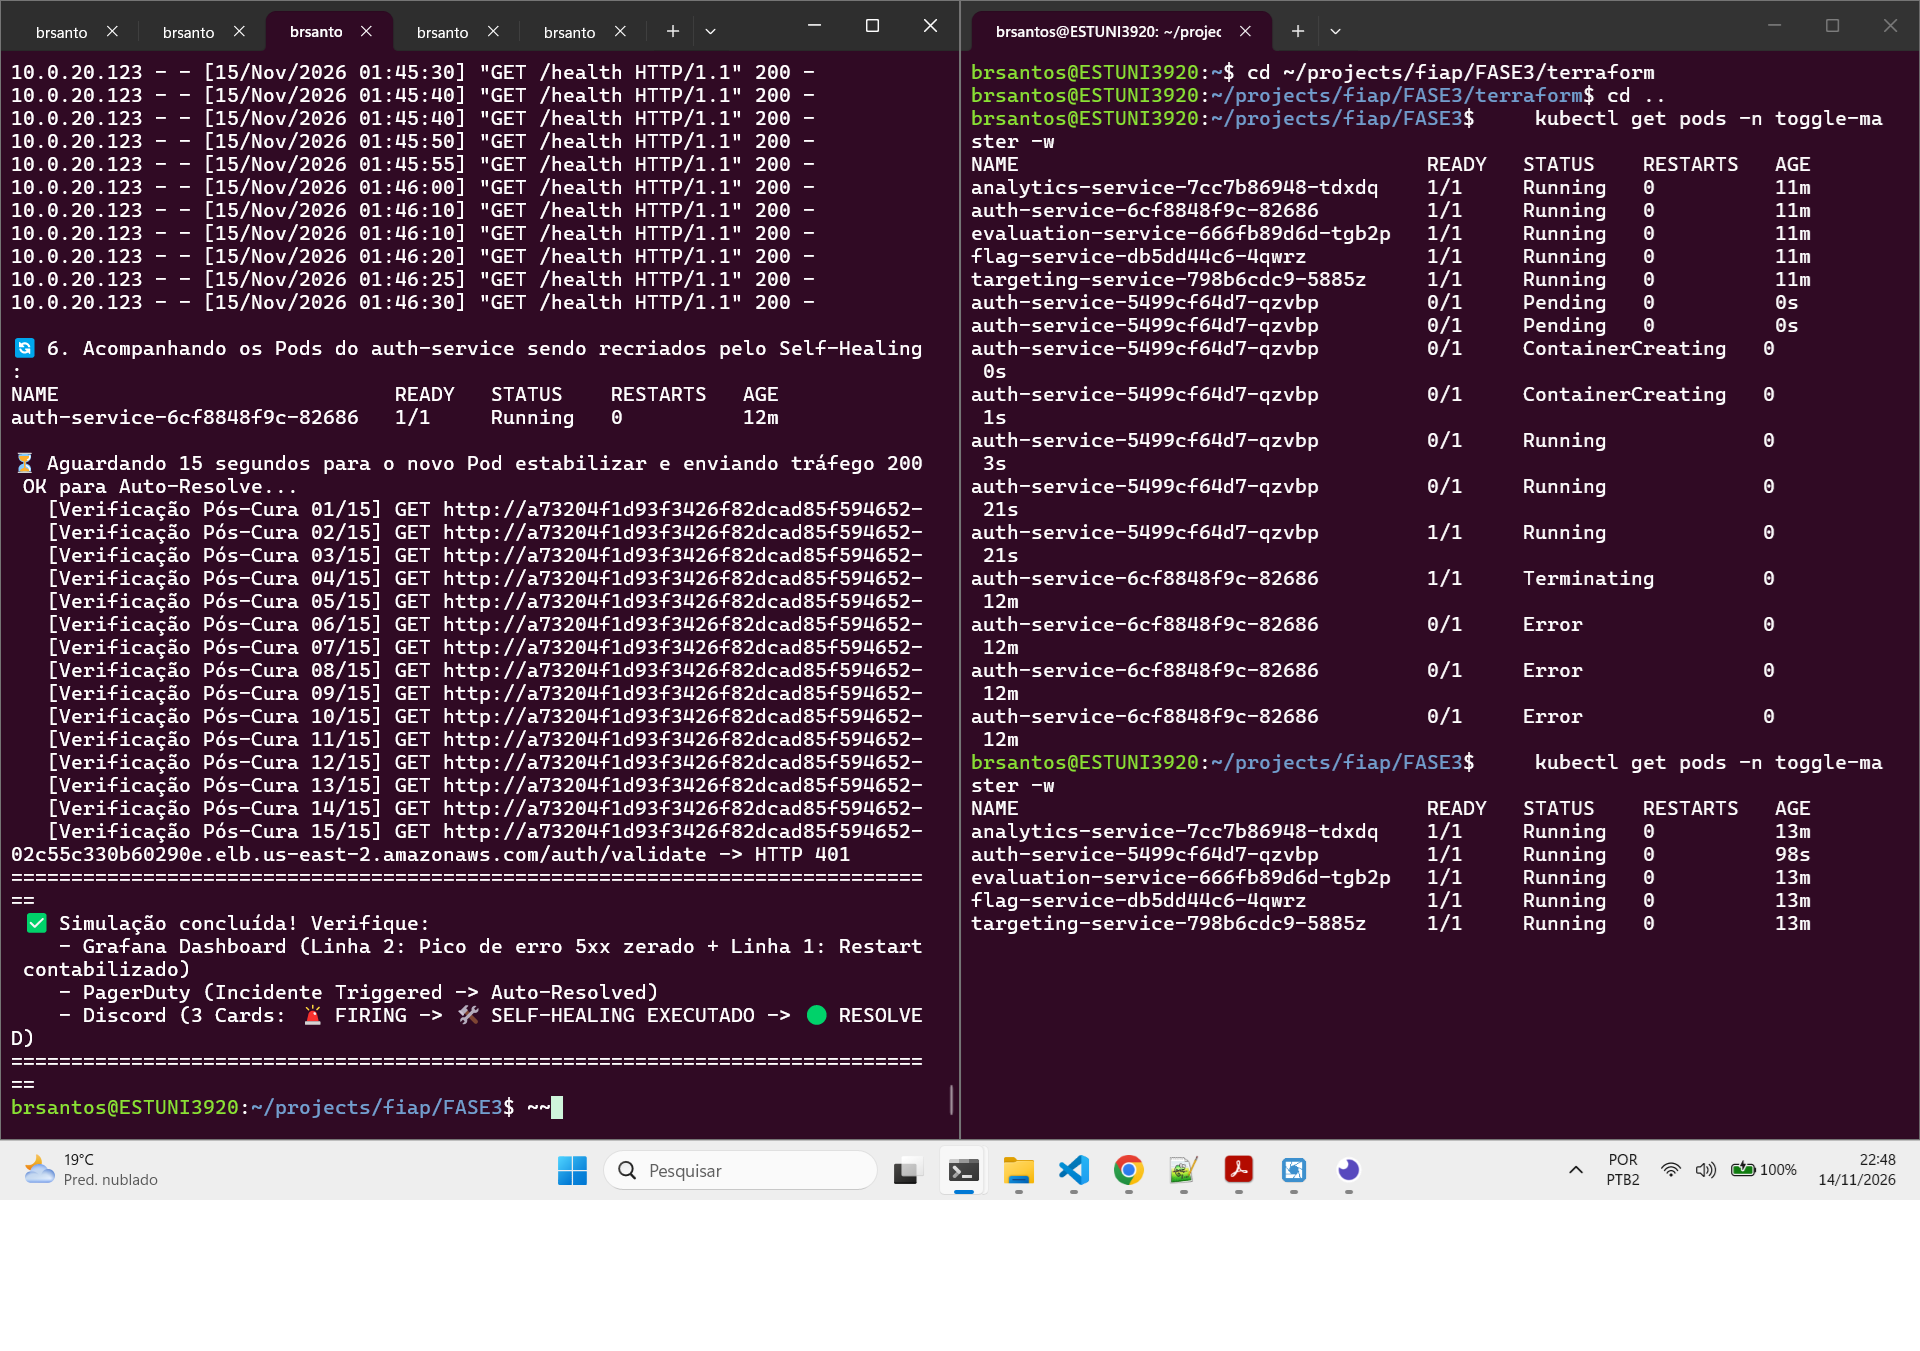 brsanto
brsanto
brsanto
brsanto
brsanto
10.0.20.123 - - [15/Nov/2026 01:45:30] "GET /health HTTP/1.1" 200 -
10.0.20.123 - - [15/Nov/2026 01:45:40] "GET /health HTTP/1.1" 200 -
10.0.20.123 - - [15/Nov/2026 01:45:40] "GET /health HTTP/1.1" 200 -
10.0.20.123 - - [15/Nov/2026 01:45:50] "GET /health HTTP/1.1" 200 -
10.0.20.123 - - [15/Nov/2026 01:45:55] "GET /health HTTP/1.1" 200 -
10.0.20.123 - - [15/Nov/2026 01:46:00] "GET /health HTTP/1.1" 200 -
10.0.20.123 - - [15/Nov/2026 01:46:10] "GET /health HTTP/1.1" 200 -
10.0.20.123 - - [15/Nov/2026 01:46:10] "GET /health HTTP/1.1" 200 -
10.0.20.123 - - [15/Nov/2026 01:46:20] "GET /health HTTP/1.1" 200 -
10.0.20.123 - - [15/Nov/2026 01:46:25] "GET /health HTTP/1.1" 200 -
10.0.20.123 - - [15/Nov/2026 01:46:30] "GET /health HTTP/1.1" 200 -
🔄 6. Acompanhando os Pods do auth-service sendo recriados pelo Self-Healing
:
NAME READY STATUS RESTARTS AGE
auth-service-6cf8848f9c-82686 1/1 Running 0 12m
⏳ Aguardando 15 segundos para o novo Pod estabilizar e enviando tráfego 200
OK para Auto-Resolve...
[Verificação Pós-Cura 01/15] GET http://a73204f1d93f3426f82dcad85f594652-
[Verificação Pós-Cura 02/15] GET http://a73204f1d93f3426f82dcad85f594652-
[Verificação Pós-Cura 03/15] GET http://a73204f1d93f3426f82dcad85f594652-
[Verificação Pós-Cura 04/15] GET http://a73204f1d93f3426f82dcad85f594652-
[Verificação Pós-Cura 05/15] GET http://a73204f1d93f3426f82dcad85f594652-
[Verificação Pós-Cura 06/15] GET http://a73204f1d93f3426f82dcad85f594652-
[Verificação Pós-Cura 07/15] GET http://a73204f1d93f3426f82dcad85f594652-
[Verificação Pós-Cura 08/15] GET http://a73204f1d93f3426f82dcad85f594652-
[Verificação Pós-Cura 09/15] GET http://a73204f1d93f3426f82dcad85f594652-
[Verificação Pós-Cura 10/15] GET http://a73204f1d93f3426f82dcad85f594652-
[Verificação Pós-Cura 11/15] GET http://a73204f1d93f3426f82dcad85f594652-
[Verificação Pós-Cura 12/15] GET http://a73204f1d93f3426f82dcad85f594652-
[Verificação Pós-Cura 13/15] GET http://a73204f1d93f3426f82dcad85f594652-
[Verificação Pós-Cura 14/15] GET http://a73204f1d93f3426f82dcad85f594652-
[Verificação Pós-Cura 15/15] GET http://a73204f1d93f3426f82dcad85f594652-
02c55c330b60290e.elb.us-east-2.amazonaws.com/auth/validate -> HTTP 401
============================================================================
==
✅ Simulação concluída! Verifique:
- Grafana Dashboard (Linha 2: Pico de erro 5xx zerado + Linha 1: Restart
contabilizado)
- PagerDuty (Incidente Triggered -> Auto-Resolved)
- Discord (3 Cards: 🚨 FIRING -> 🛠️ SELF-HEALING EXECUTADO -> 🟢 RESOLVE
D)
============================================================================
==
brsantos@ESTUNI3920:~/projects/fiap/FASE3$ ~~
brsantos@ESTUNI3920: ~/projec
brsantos@ESTUNI3920:~$ cd ~/projects/fiap/FASE3/terraform
brsantos@ESTUNI3920:~/projects/fiap/FASE3/terraform$ cd ..
brsantos@ESTUNI3920:~/projects/fiap/FASE3$ kubectl get pods -n toggle-ma
ster -w
NAME READY STATUS RESTARTS AGE
analytics-service-7cc7b86948-tdxdq 1/1 Running 0 11m
auth-service-6cf8848f9c-82686 1/1 Running 0 11m
evaluation-service-666fb89d6d-tgb2p 1/1 Running 0 11m
flag-service-db5dd44c6-4qwrz 1/1 Running 0 11m
targeting-service-798b6cdc9-5885z 1/1 Running 0 11m
auth-service-5499cf64d7-qzvbp 0/1 Pending 0 0s
auth-service-5499cf64d7-qzvbp 0/1 Pending 0 0s
auth-service-5499cf64d7-qzvbp 0/1 ContainerCreating 0
0s
auth-service-5499cf64d7-qzvbp 0/1 ContainerCreating 0
1s
auth-service-5499cf64d7-qzvbp 0/1 Running 0
3s
auth-service-5499cf64d7-qzvbp 0/1 Running 0
21s
auth-service-5499cf64d7-qzvbp 1/1 Running 0
21s
auth-service-6cf8848f9c-82686 1/1 Terminating 0
12m
auth-service-6cf8848f9c-82686 0/1 Error 0
12m
auth-service-6cf8848f9c-82686 0/1 Error 0
12m
auth-service-6cf8848f9c-82686 0/1 Error 0
12m
brsantos@ESTUNI3920:~/projects/fiap/FASE3$ kubectl get pods -n toggle-ma
ster -w
NAME READY STATUS RESTARTS AGE
analytics-service-7cc7b86948-tdxdq 1/1 Running 0 13m
auth-service-5499cf64d7-qzvbp 1/1 Running 0 98s
evaluation-service-666fb89d6d-tgb2p 1/1 Running 0 13m
flag-service-db5dd44c6-4qwrz 1/1 Running 0 13m
targeting-service-798b6cdc9-5885z 1/1 Running 0 13m
19°C
Pred. nublado
Pesquisar
POR
PTB2
100%
22:48
14/11/2026